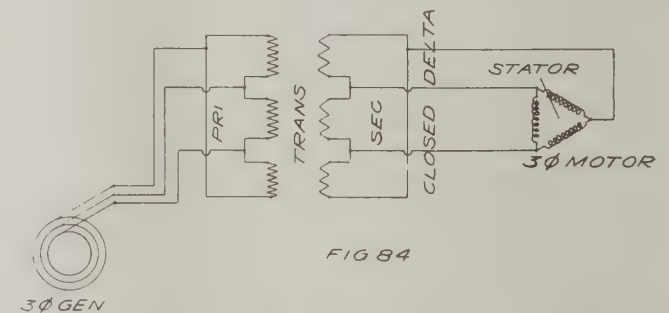 PRI
TRANS
SEC
CLOSED DELTA
STATOR
3Ø MOTOR
FIG 84
3Ø GEN